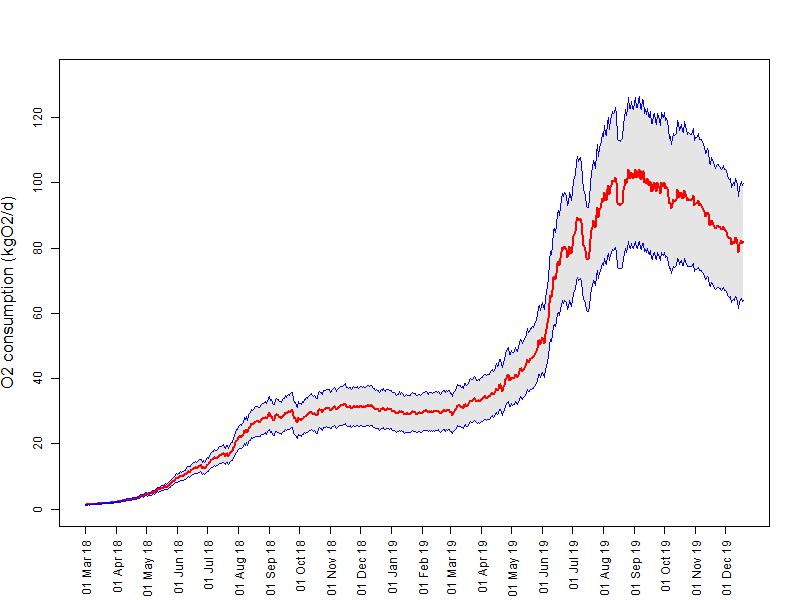 O2 consumption (kgO2/d)
120
100
80
60
40
20
0
01 Mar 18
01 Apr 18
01 May 18
01 Jun 18
01 Jul 18
01 Aug 18
01 Sep 18
01 Oct 18
01 Nov 18
01 Dec 18
01 Jan 19
01 Feb 19
01 Mar 19
01 Apr 19
01 May 19
01 Jun 19
01 Jul 19
01 Aug 19
01 Sep 19
01 Oct 19
01 Nov 19
01 Dec 19